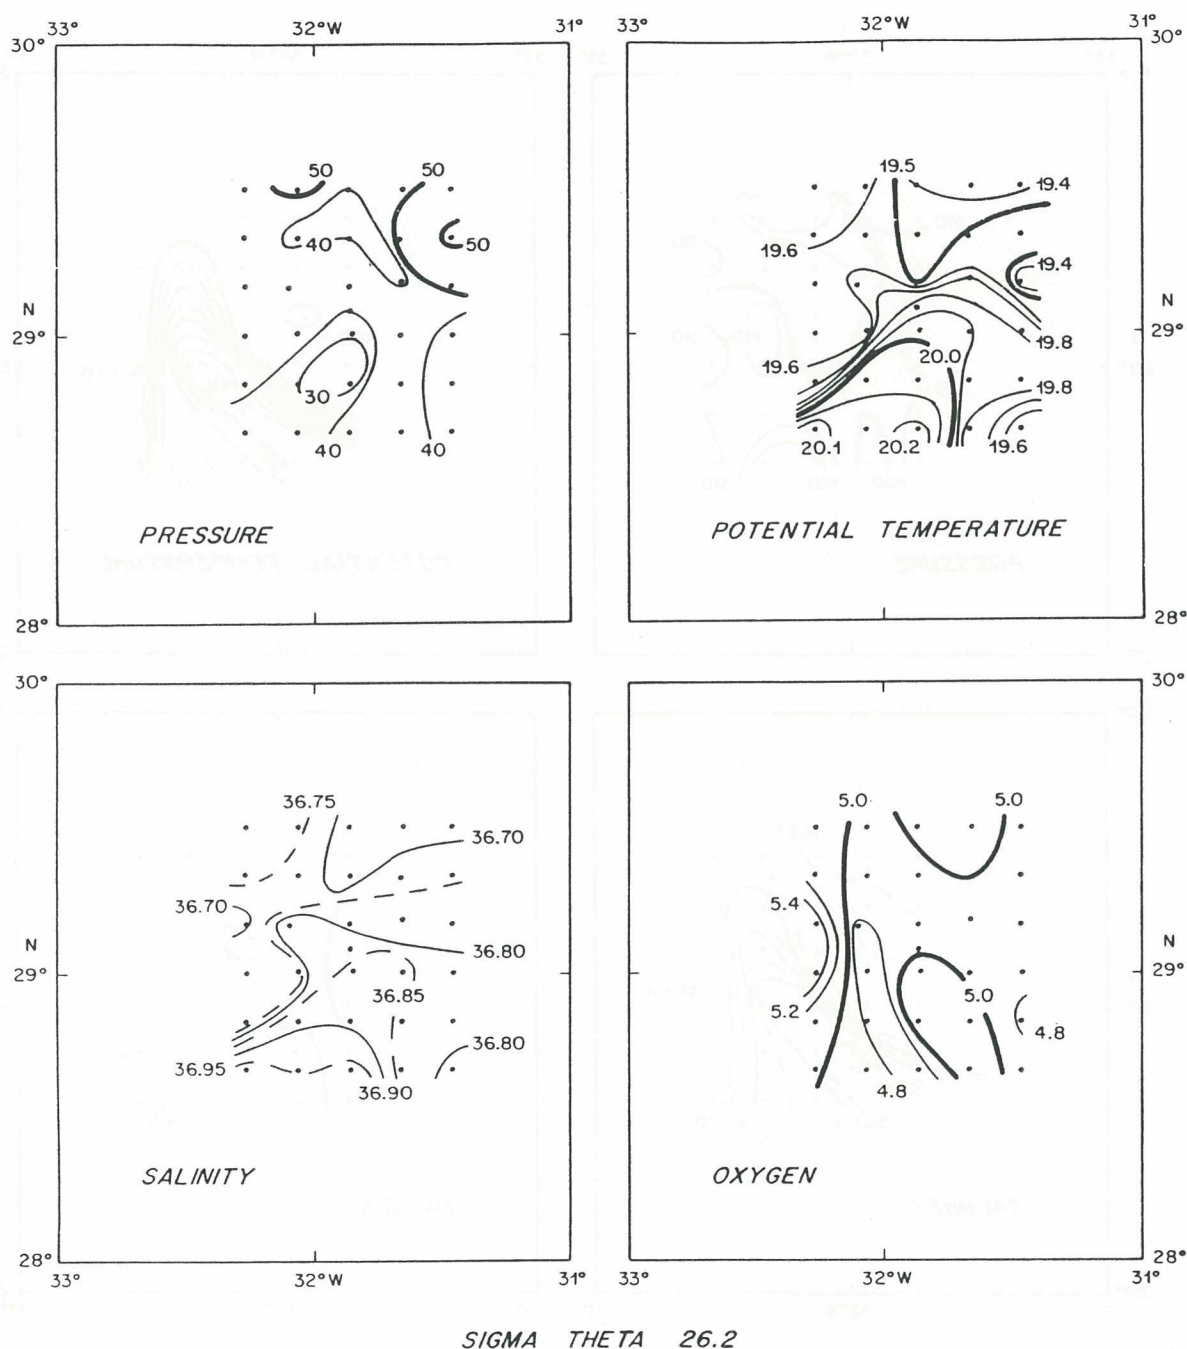 33° 32°W 31°
33° 32°W 31°
30°
30°
50 50
40
50
N
29°
30
40 40
PRESSURE
28°
19.5
19.4
19.6
19.4
N
29°
19.8
19.6
20.0
19.8
20.1 20.2 19.6
POTENTIAL TEMPERATURE
28°
30°
36.75
36.70
36.70
N
29°
36.80
36.85
36.95
36.80
36.90
SALINITY
28°
33° 32°W 31°
30°
5.0 5.0
5.4
N
29°
5.2
5.0
4.8
4.8
OXYGEN
28°
33° 32°W 31°
SIGMA THETA 26.2